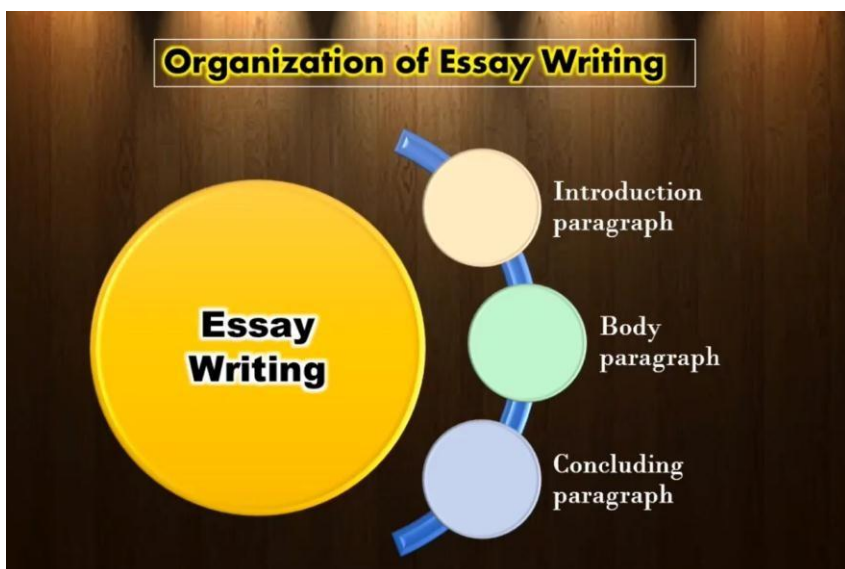 Organization of Essay Writing
Essay
Writing
Introduction
paragraph
Body
paragraph
Concluding
paragraph